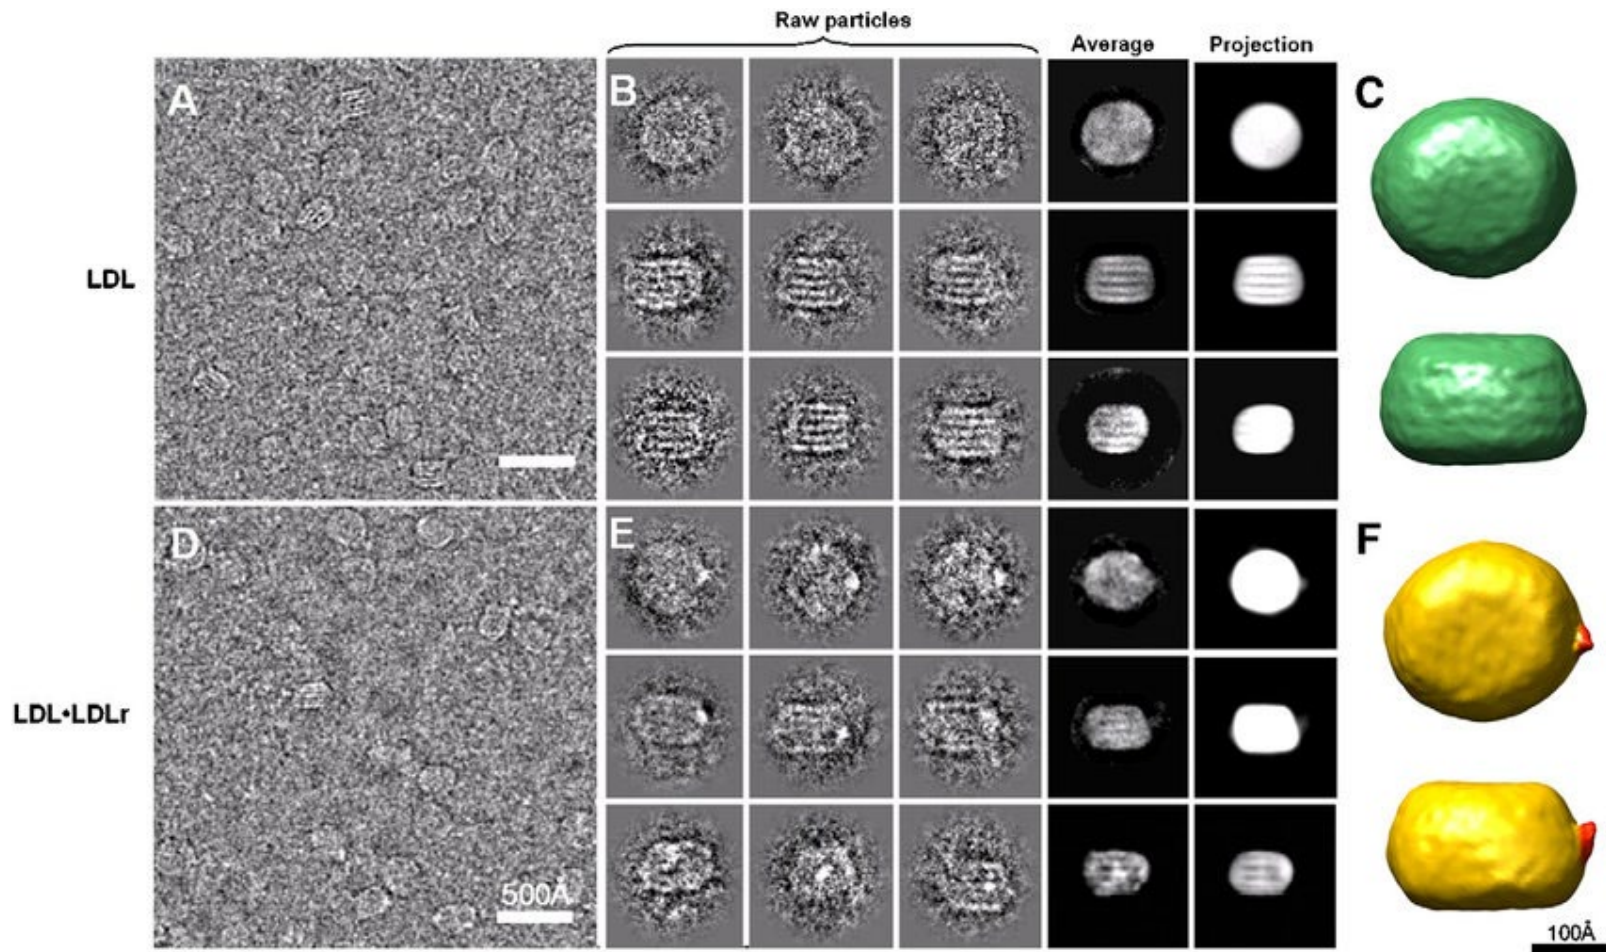 Raw particles
Average
Projection
A
B
C
LDL
D
E
F
LDL•LDLr
500Å
100Å